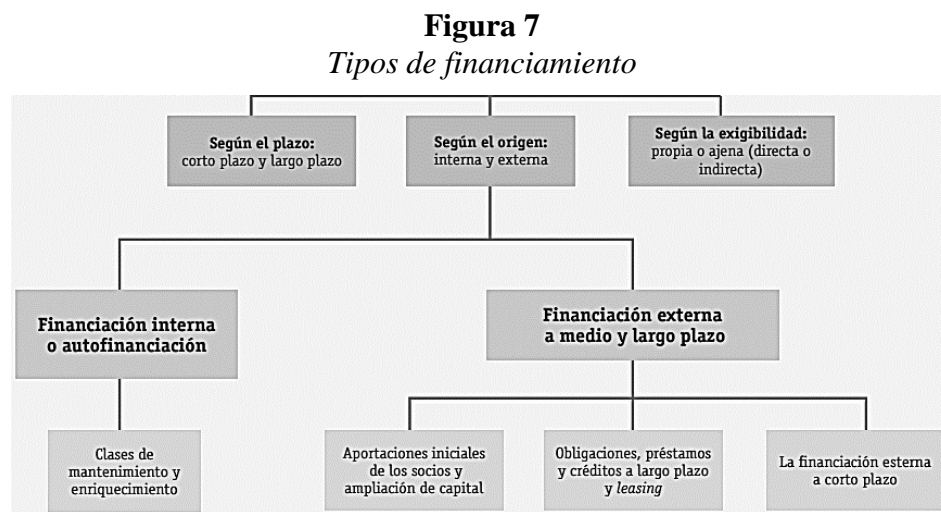 Figura 7
Tipos de financiamiento
Según el plazo:
corto plazo y largo plazo
Según el origen:
interna y externa
Según la exigibilidad:
propia o ajena (directa o
indirecta)
Financiación interna
o autofinanciación
Financiación externa
a medio y largo plazo
Clases de
mantenimiento y
enriquecimiento
Aportaciones iniciales
de los socios y
ampliación de capital
Obligaciones, préstamos
y créditos a largo plazo
y leasing
La financiación esterna
a corto plazo